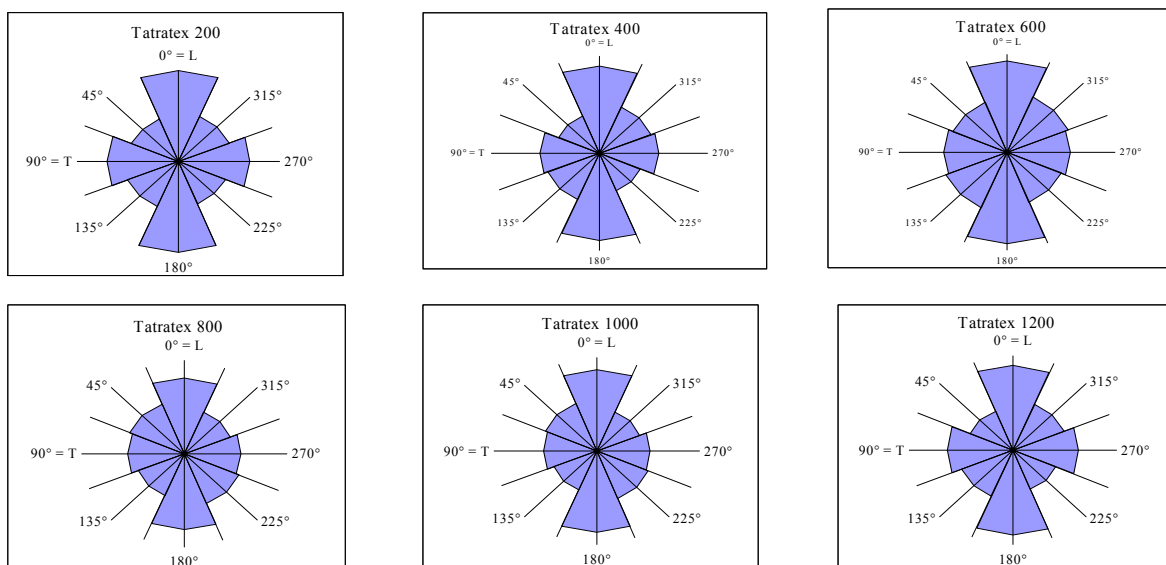 Tatratex 200
0° = L
45°
315°
90° = T
270°
135°
225°
180°
Tatratex 400
0° = L
45°
315°
90° = T
270°
135°
225°
180°
Tatratex 600
0° = L
45°
315°
90° = T
270°
135°
225°
180°
Tatratex 800
0° = L
45°
315°
90° = T
270°
135°
225°
180°
Tatratex 1000
0° = L
45°
315°
90° = T
270°
135°
225°
180°
Tatratex 1200
0° = L
45°
315°
90° = T
270°
135°
225°
180°